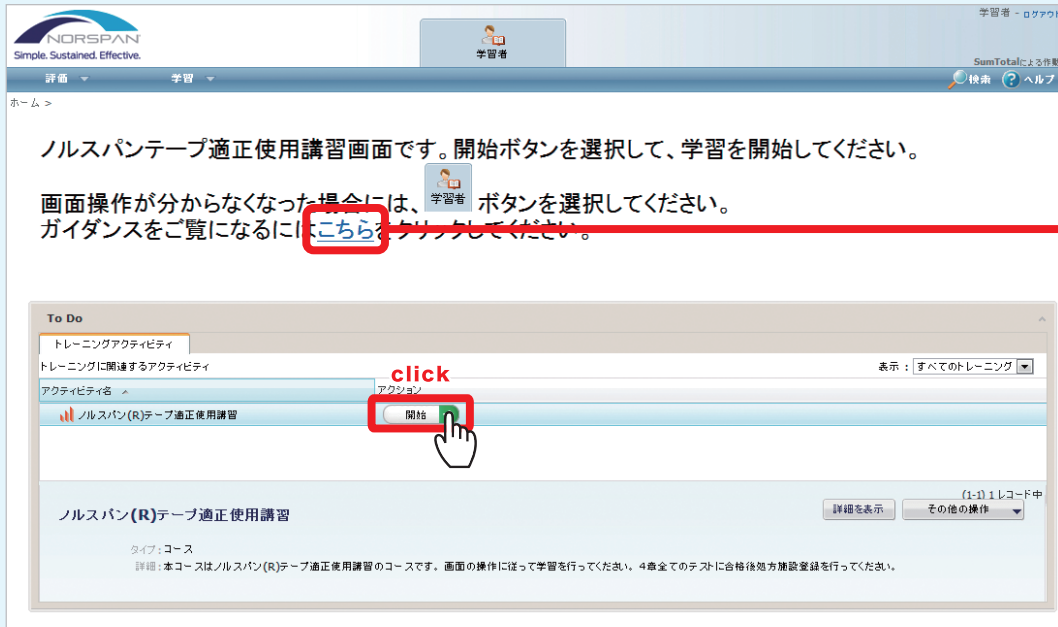 NORSPAN
Simple. Sustained. Effective.
学習者
学習者 - ログアウト
SumTotalによる作動
評価
学習
検索
ヘルプ
ホーム >
ノルスパンテープ適正使用講習画面です。開始ボタンを選択して、学習を開始してください。
画面操作が分からなくなった場合には、 学習者 ボタンを選択してください。
ガイダンスをご覧になるにはこちらをクリックしてください。
To Do
トレーニングアクティビティ
トレーニングに関連するアクティビティ
表示 : すべてのトレーニング
click
アクティビティ名
アクション
ノルスパン(R)テープ適正使用講習
開始
(1-1) 1 レコード中
ノルスパン(R)テープ適正使用講習
詳細を表示
その他の操作
タイプ : コース
詳細 : 本コースはノルスパン(R)テープ適正使用講習のコースです。画面の操作に従って学習を行ってください。4章全てのテストに合格後処方施設登録を行ってください。